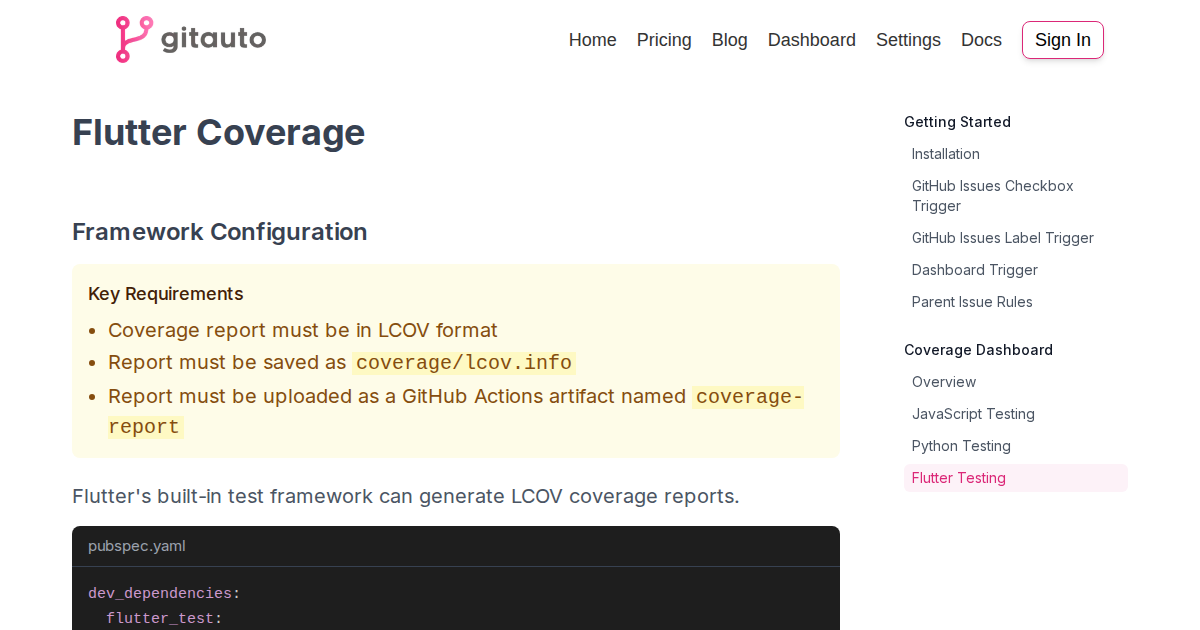 gitauto
Home Pricing Blog Dashboard Settings Docs Sign In
Flutter Coverage
Framework Configuration
Key Requirements
• Coverage report must be in LCOV format
• Report must be saved as coverage/lcov.info
• Report must be uploaded as a GitHub Actions artifact named coverage-
report
Flutter's built-in test framework can generate LCOV coverage reports.
pubspec.yaml
dev_dependencies:
  flutter_test:
Getting Started
Installation
GitHub Issues Checkbox
Trigger
GitHub Issues Label Trigger
Dashboard Trigger
Parent Issue Rules
Coverage Dashboard
Overview
JavaScript Testing
Python Testing
Flutter Testing